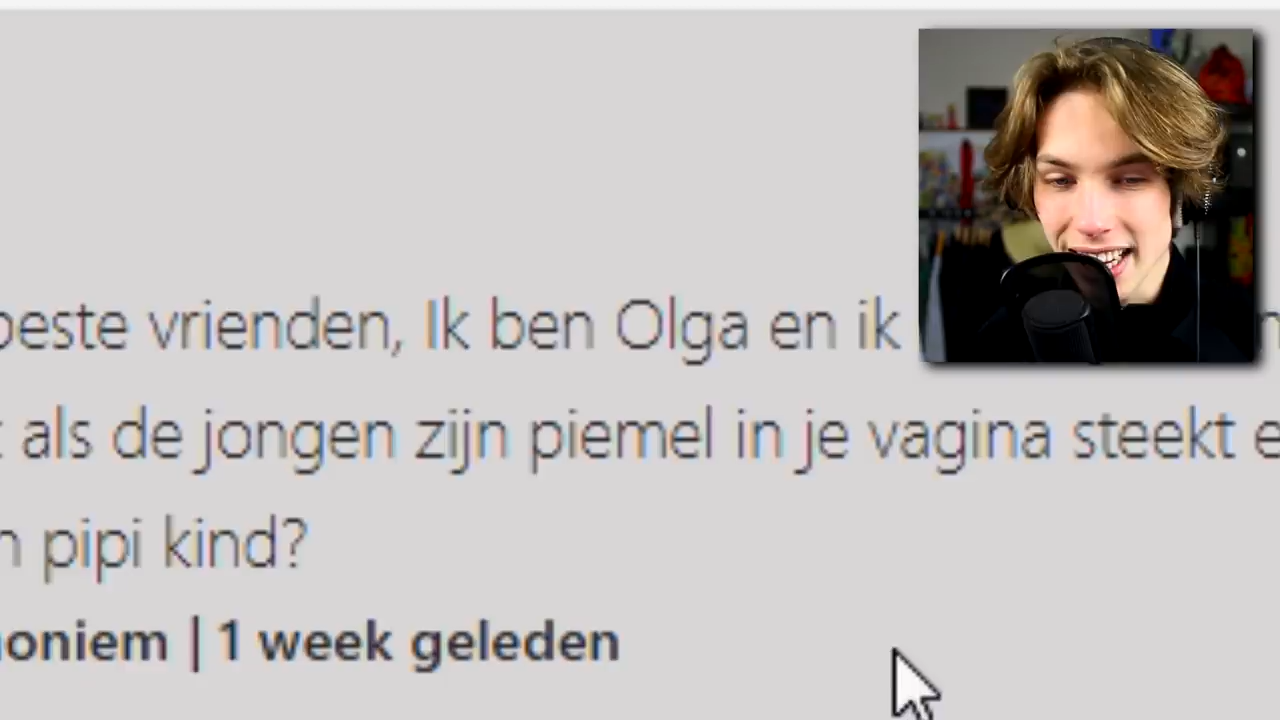 beste vrienden, Ik ben Olga en ik
als de jongen zijn piemel in je vagina steekt
pipi kind?
| 1 week geleden